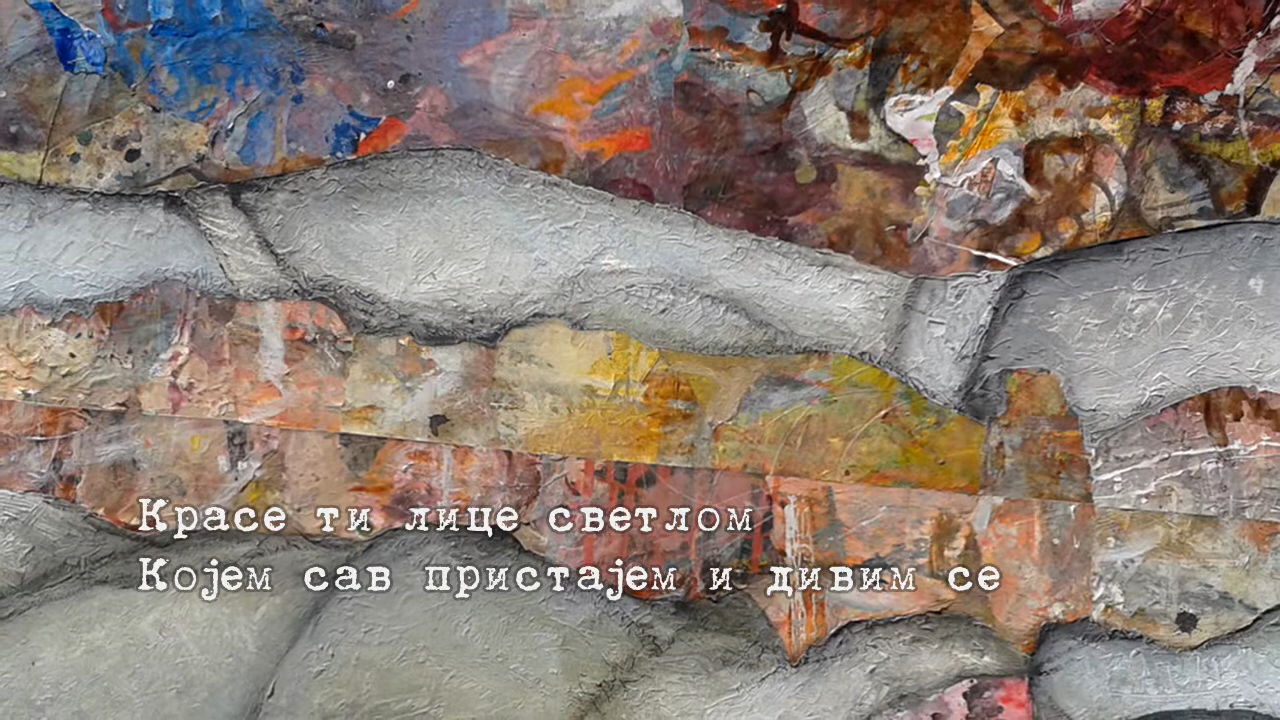 Красе ти лице светлом
Којем сав пристајем и дивим се